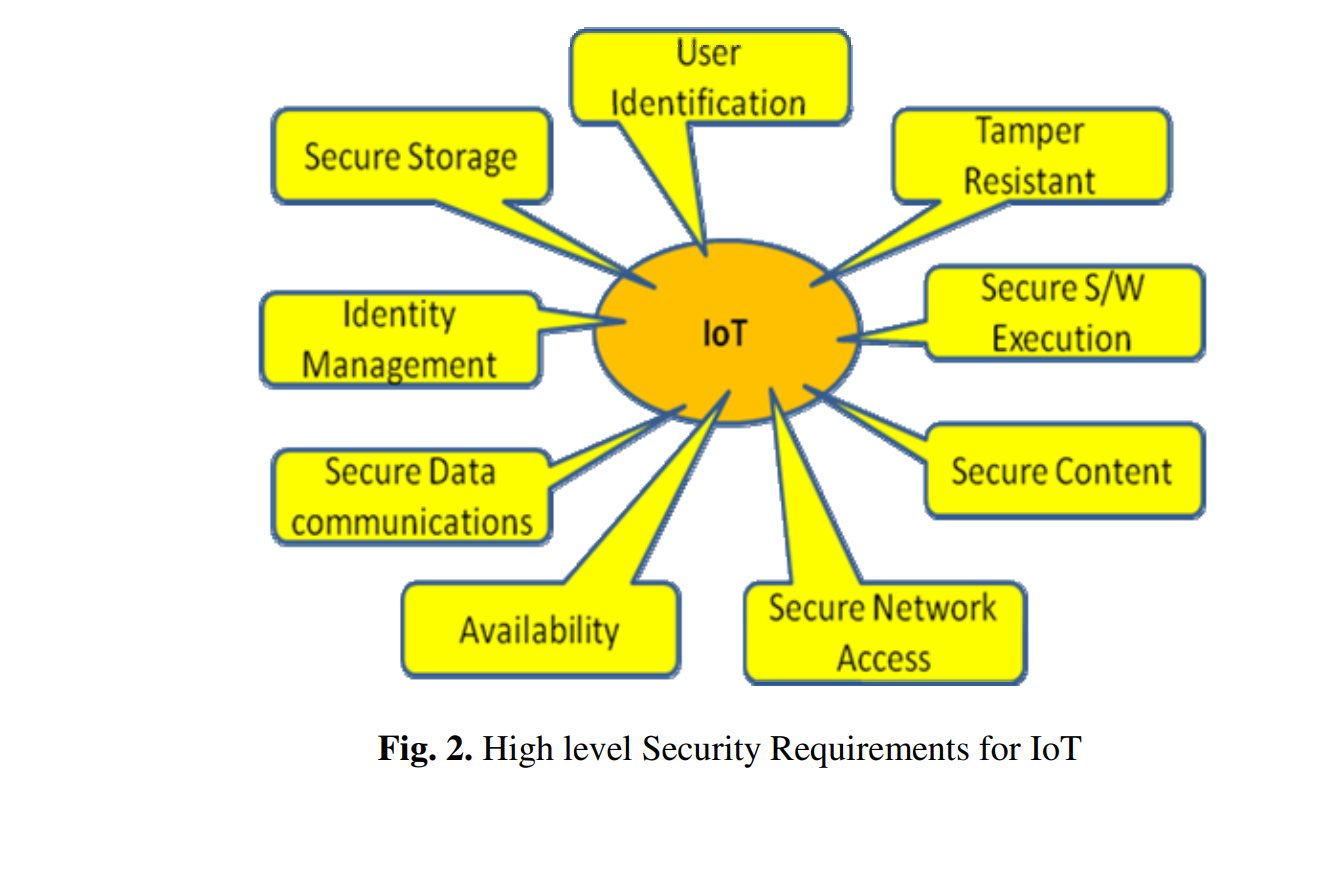 User
Identification
Secure Storage
Tamper
Resistant
Identity
Management
IoT
Secure S/W
Execution
Secure Data
communications
Secure Content
Availability
Secure Network
Access
Fig. 2. High level Security Requirements for IoT